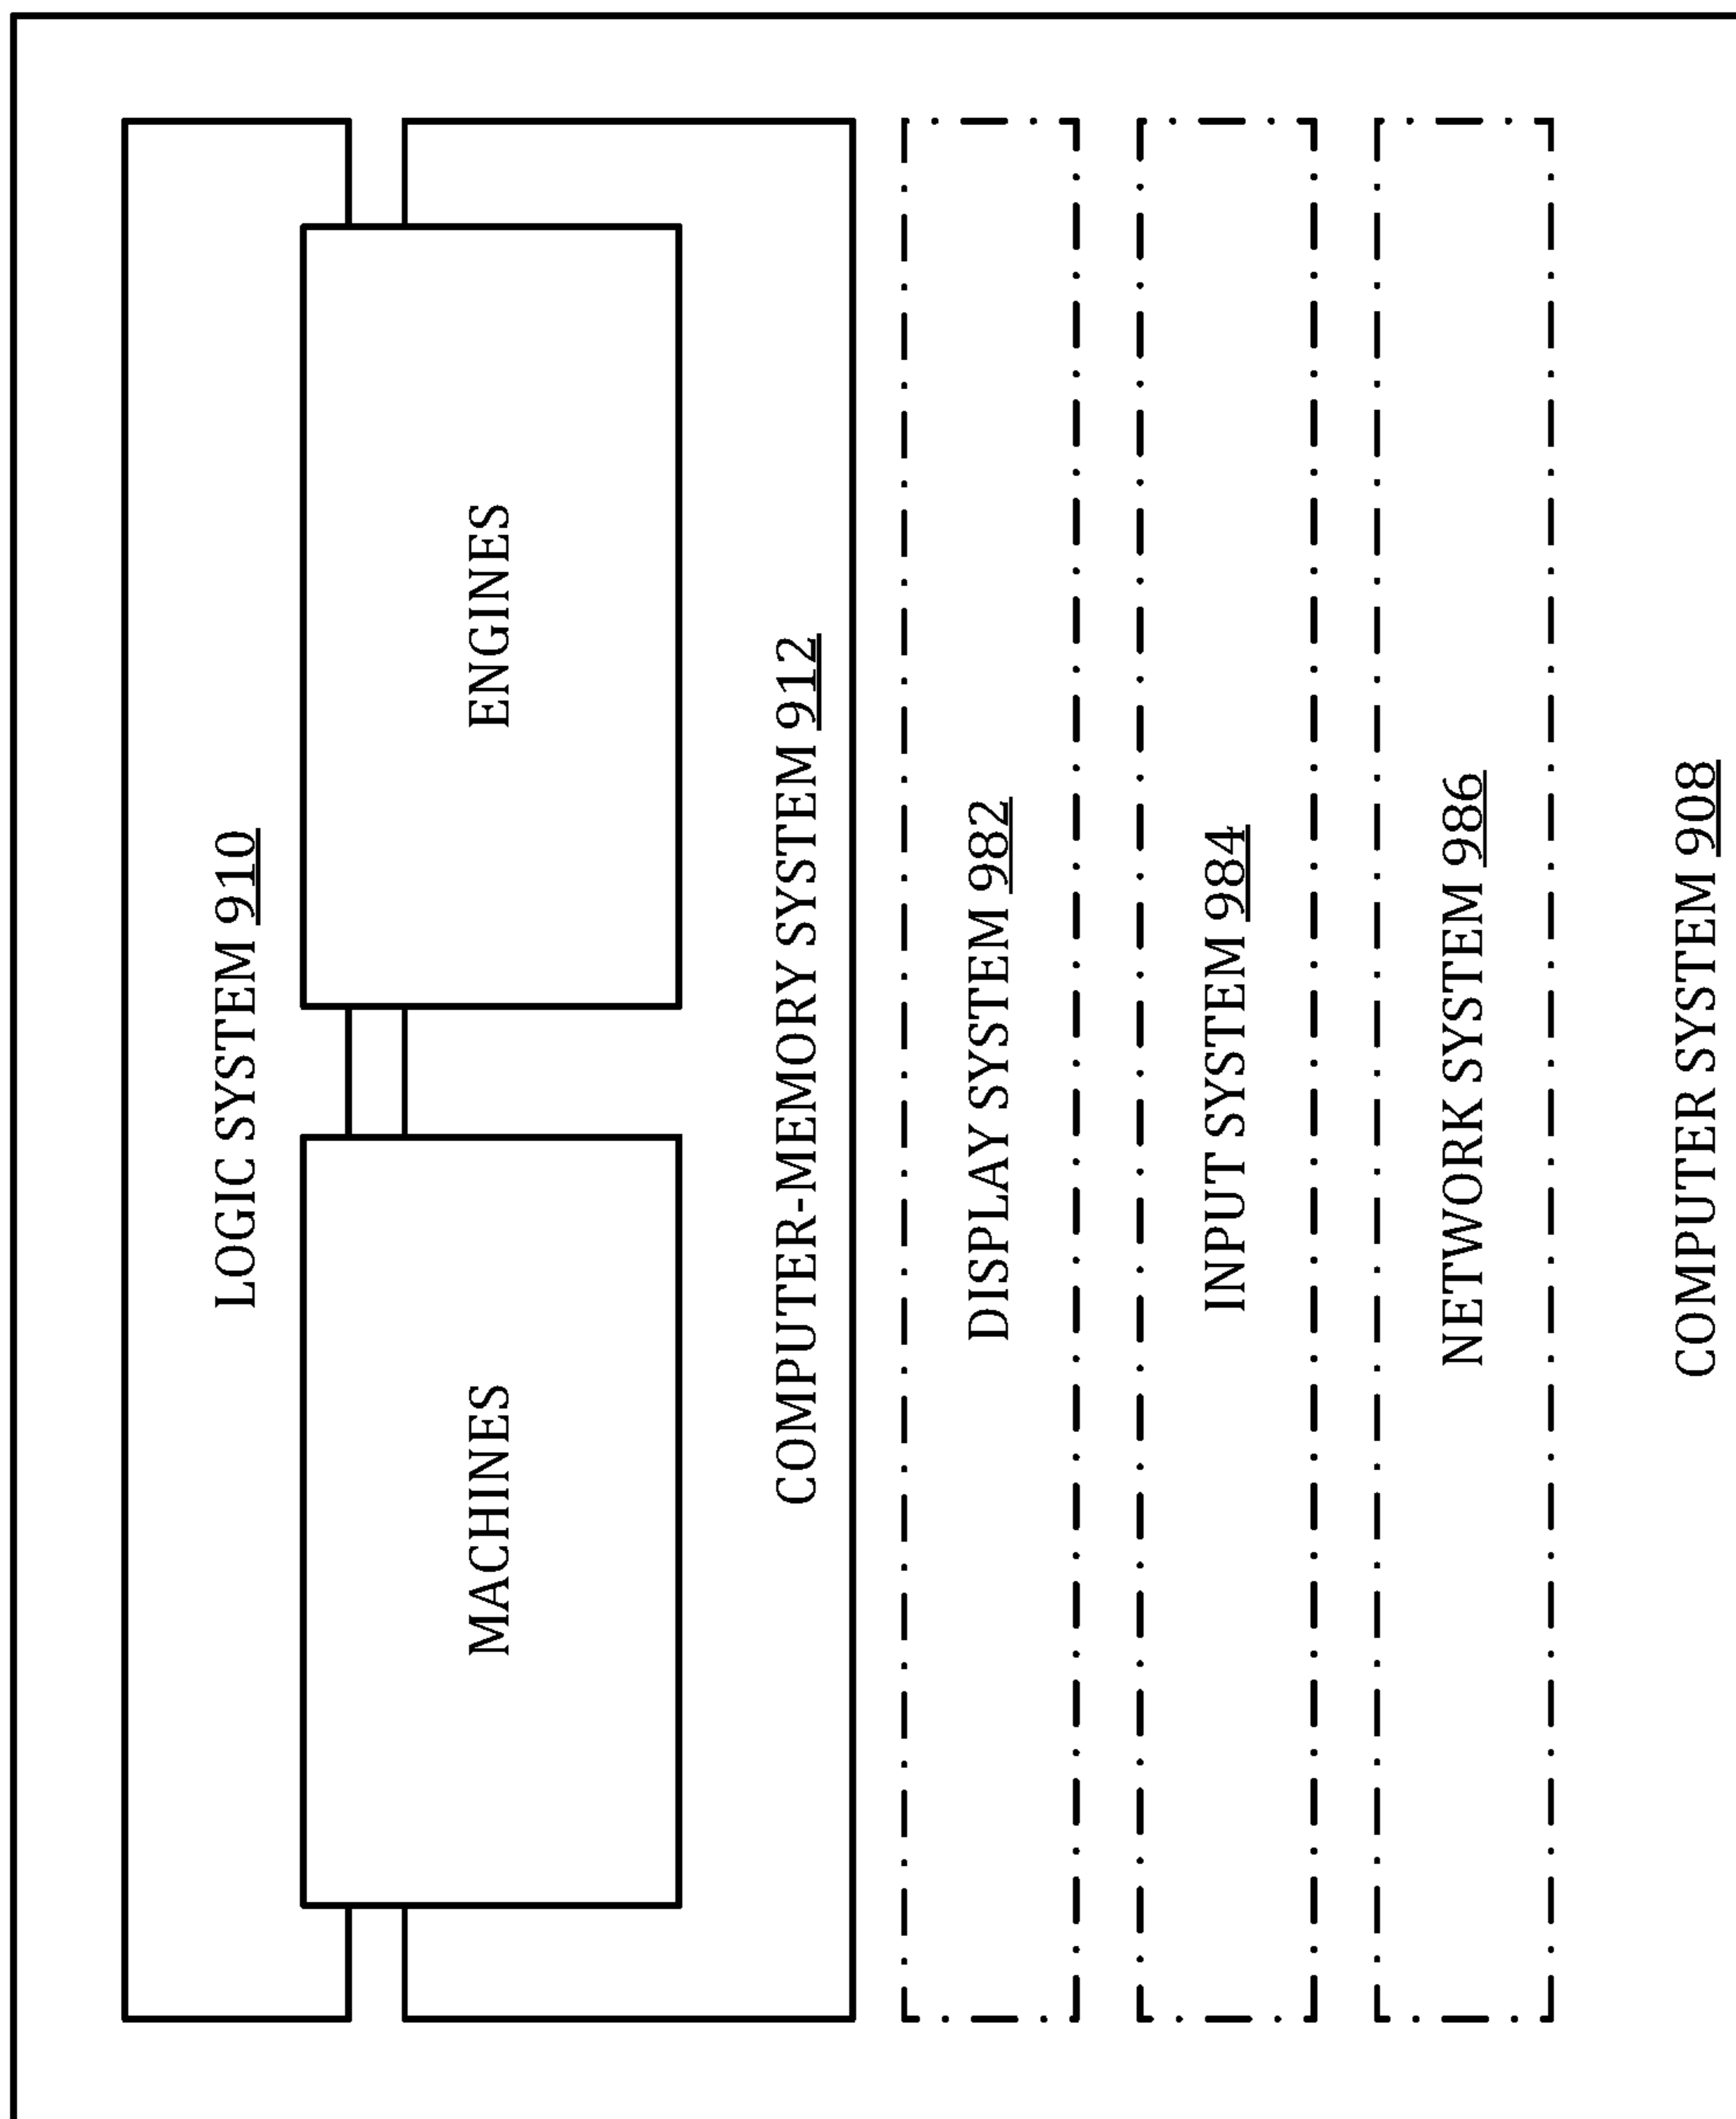 LOGIC SYSTEM 910
MACHINES
ENGINES
COMPUTER-MEMORY SYSTEM 912
DISPLAY SYSTEM 982
INPUT SYSTEM 984
NETWORK SYSTEM 986
COMPUTER SYSTEM 908